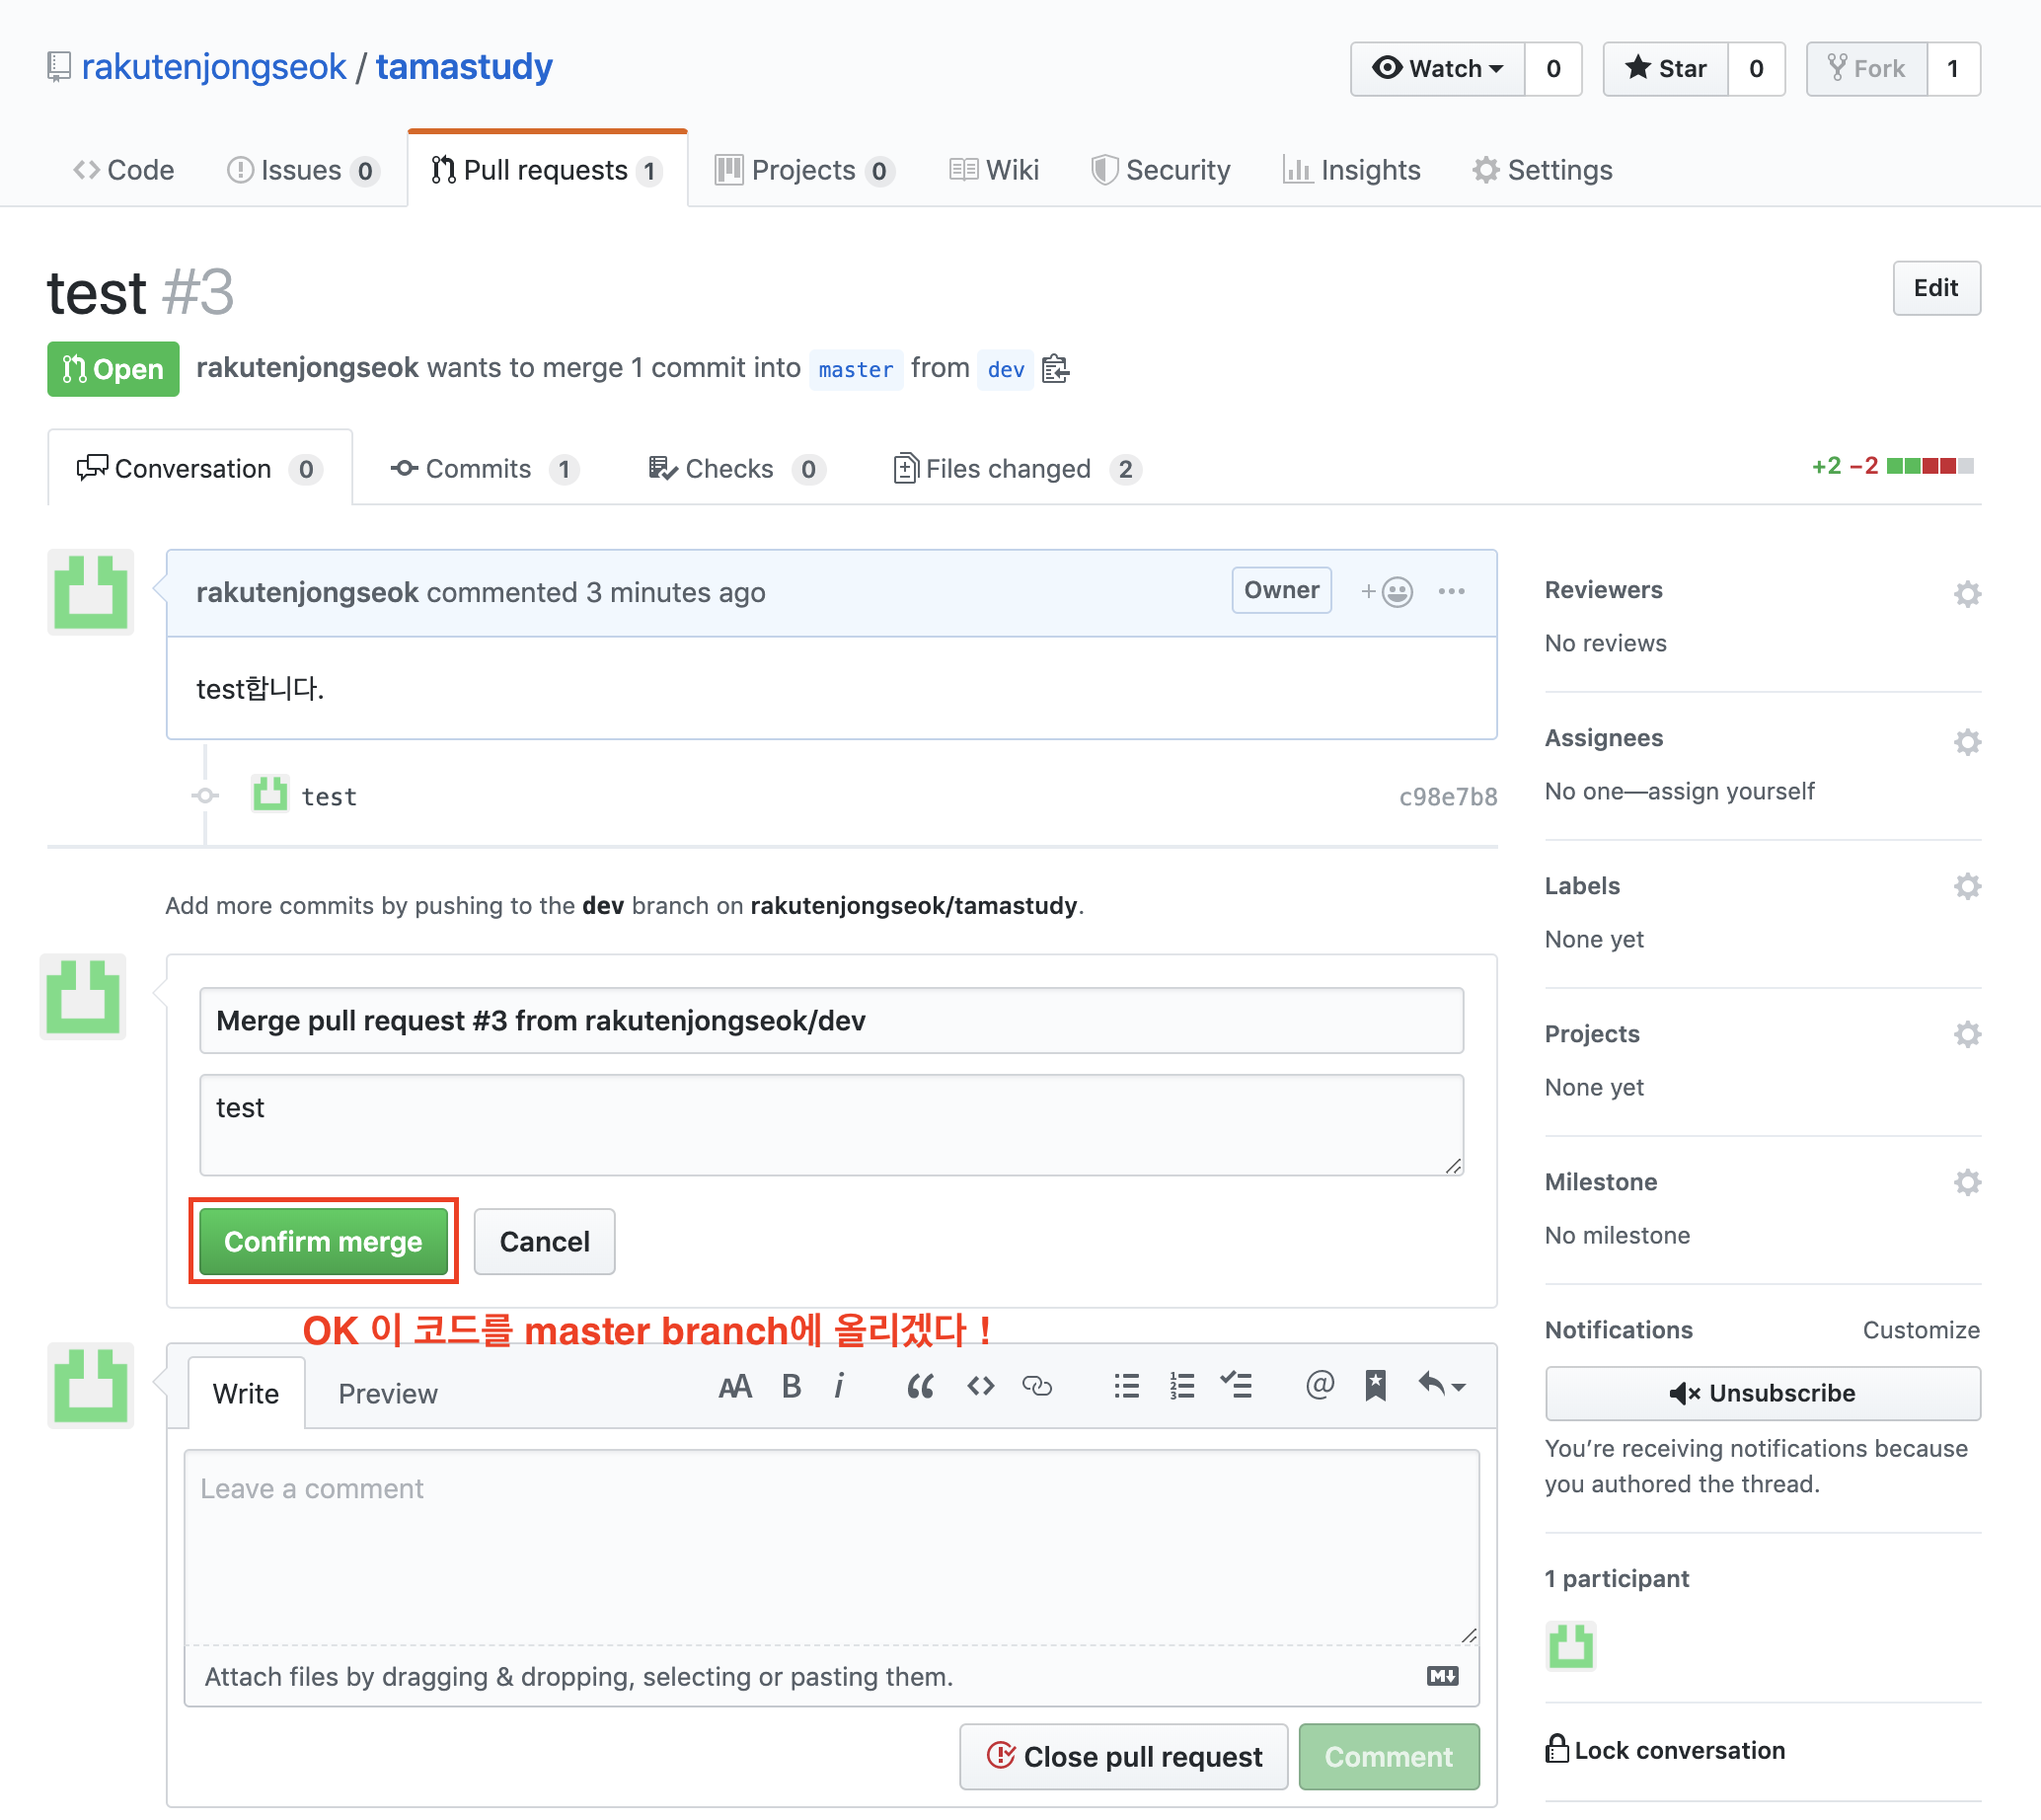 rakutenjongseok / tamastudy
Watch 0 Star 0 Fork 1
Code Issues 0 Pull requests 1 Projects 0 Wiki Security Insights Settings
test #3
Edit
Open rakutenjongseok wants to merge 1 commit into master from dev
Conversation 0 Commits 1 Checks 0 Files changed 2 +2 −2
rakutenjongseok commented 3 minutes ago Owner
test합니다.
test c98e7b8
Add more commits by pushing to the dev branch on rakutenjongseok/tamastudy.
Merge pull request #3 from rakutenjongseok/dev
test
Confirm merge Cancel
OK 이 코드를 master branch에 올리겠다 !
Write Preview
Leave a comment
Attach files by dragging & dropping, selecting or pasting them.
Close pull request Comment
Reviewers
No reviews
Assignees
No one—assign yourself
Labels
None yet
Projects
None yet
Milestone
No milestone
Notifications Customize
Unsubscribe
You’re receiving notifications because
you authored the thread.
1 participant
Lock conversation